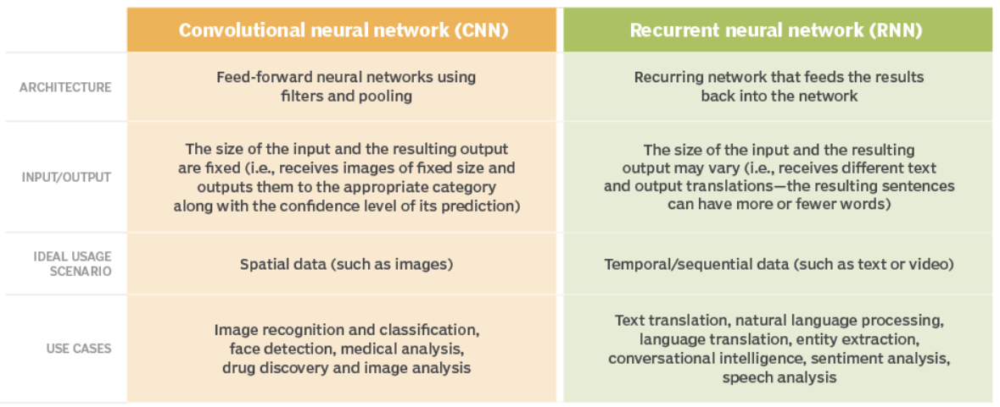 Convolutional neural network (CNN)
Recurrent neural network (RNN)
ARCHITECTURE
Feed-forward neural networks using
filters and pooling
Recurring network that feeds the results
back into the network
INPUT/OUTPUT
The size of the input and the resulting output
are fixed (i.e., receives images of fixed size and
outputs them to the appropriate category
along with the confidence level of its prediction)
The size of the input and the resulting
output may vary (i.e., receives different text
and output translations—the resulting sentences
can have more or fewer words)
IDEAL USAGE
SCENARIO
Spatial data (such as images)
Temporal/sequential data (such as text or video)
USE CASES
Image recognition and classification,
face detection, medical analysis,
drug discovery and image analysis
Text translation, natural language processing,
language translation, entity extraction,
conversational intelligence, sentiment analysis,
speech analysis